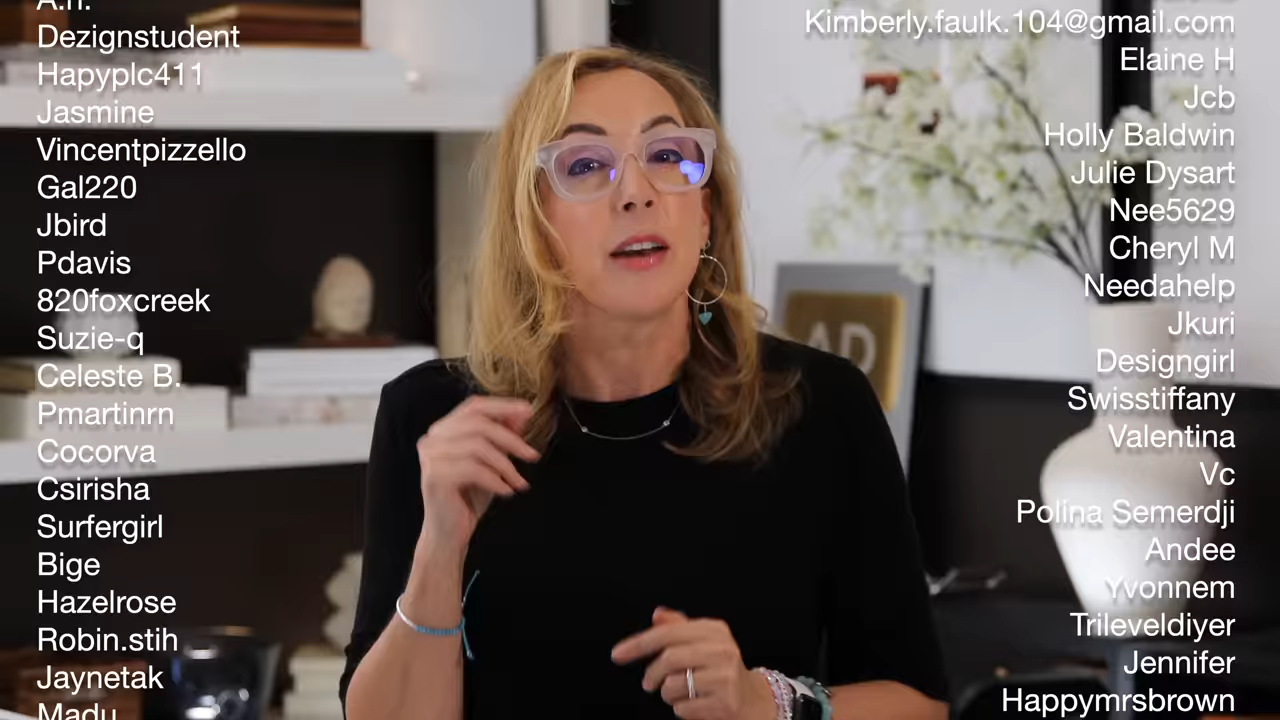 A.h.
Dezignstudent
Hapyplc411
Jasmine
Vincentpizzello
Gal220
Jbird
Pdavis
820foxcreek
Suzie-q
Celeste B.
Pmartinrn
Cocorva
Csirisha
Surfergirl
Bige
Hazelrose
Robin.stih
Jaynetak
Madu
Kimberly.faulk.104@gmail.com
Elaine H
Jcb
Holly Baldwin
Julie Dysart
Nee5629
Cheryl M
Needahelp
Jkuri
Designgirl
Swisstiffany
Valentina
Vc
Polina Semerdji
Andee
Yvonnem
Trileveldiyer
Jennifer
Happymrsbrown
AD